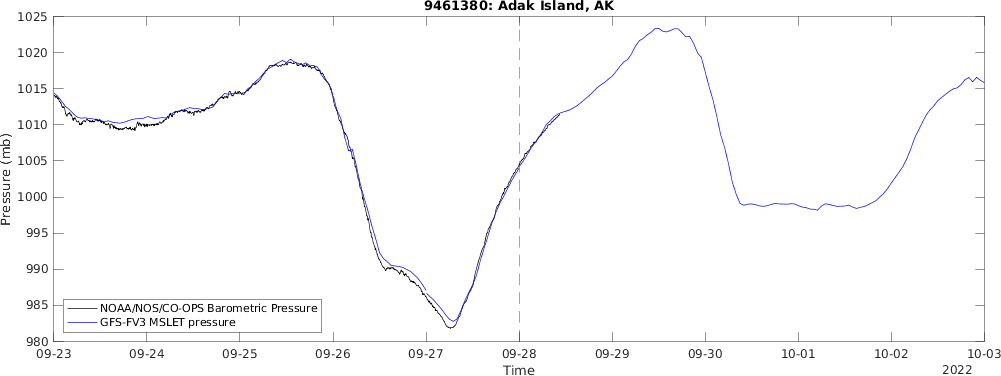 9461380: Adak Island, AK
1025
1020
1015
1010
1005
1000
995
990
985
980
Pressure (mb)
NOAA/NOS/CO-OPS Barometric Pressure
GFS-FV3 MSLET pressure
09-23 09-24 09-25 09-26 09-27 09-28 09-29 09-30 10-01 10-02 10-03
Time
2022